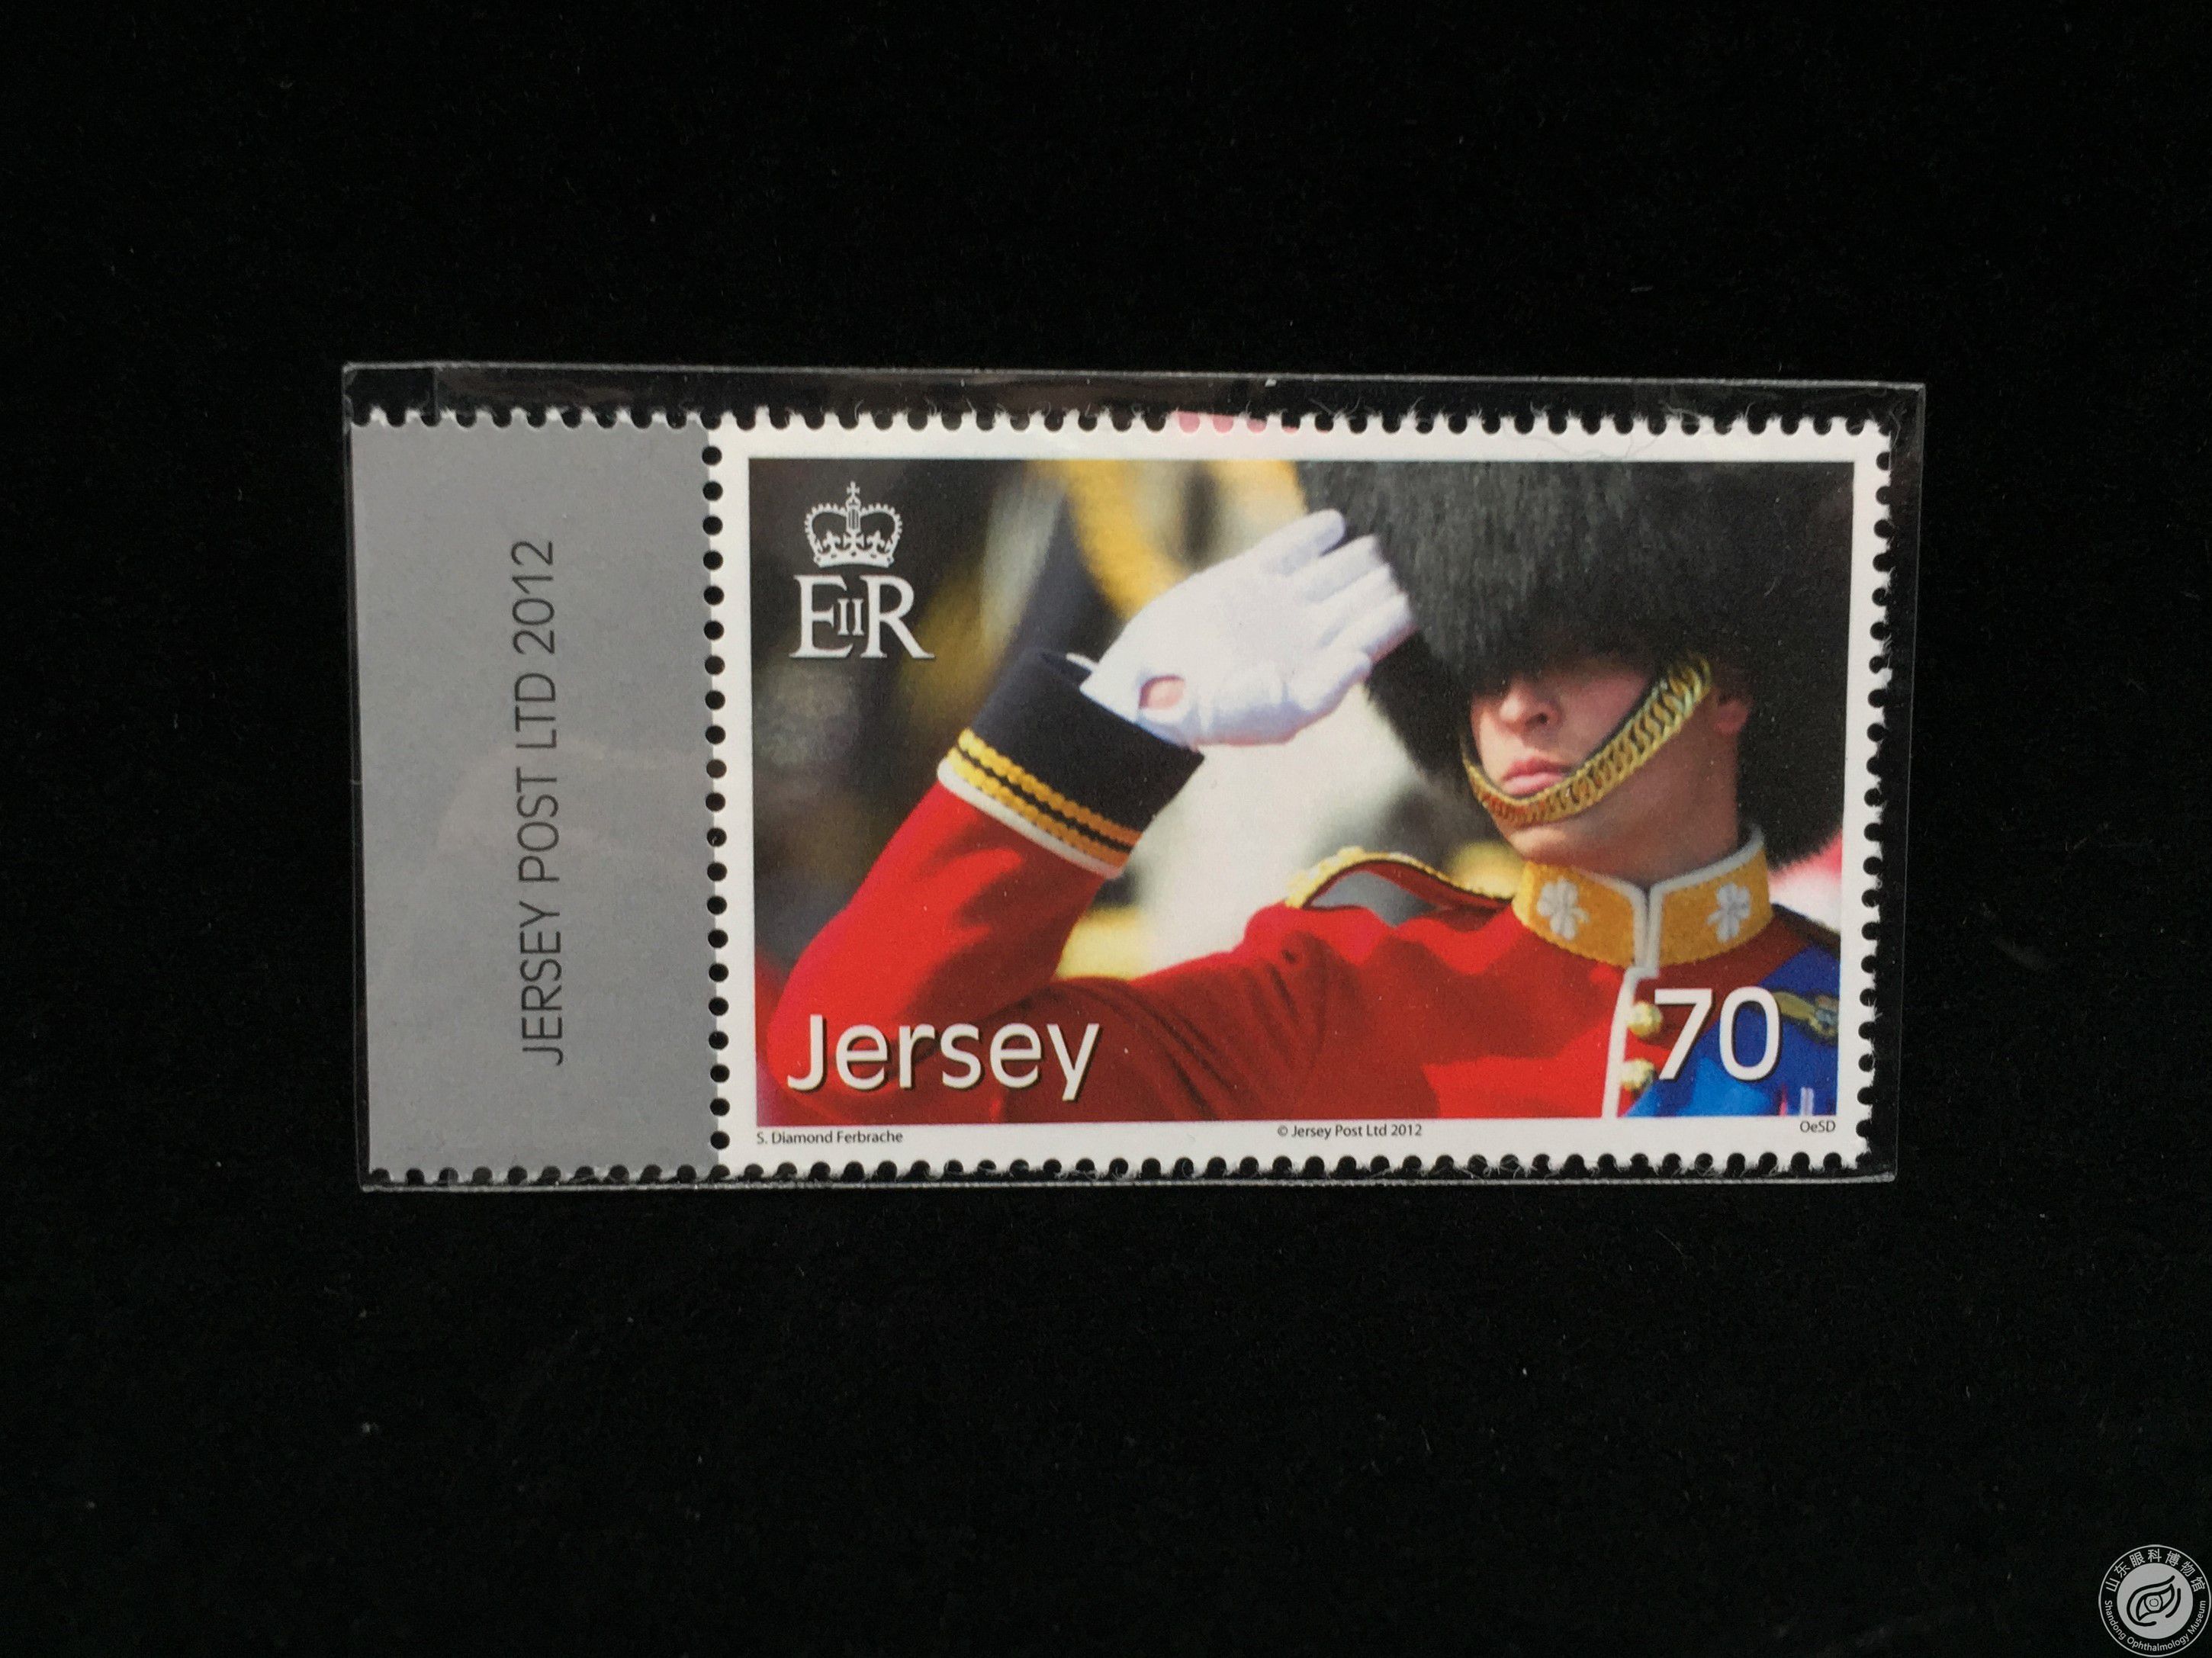 JERSEY POST LTD 2012
EIIR
Jersey
70
S. Diamond Ferbrache
© Jersey Post Ltd 2012
OeSD
山东眼科博物馆
Shandong Ophthalmology Museum